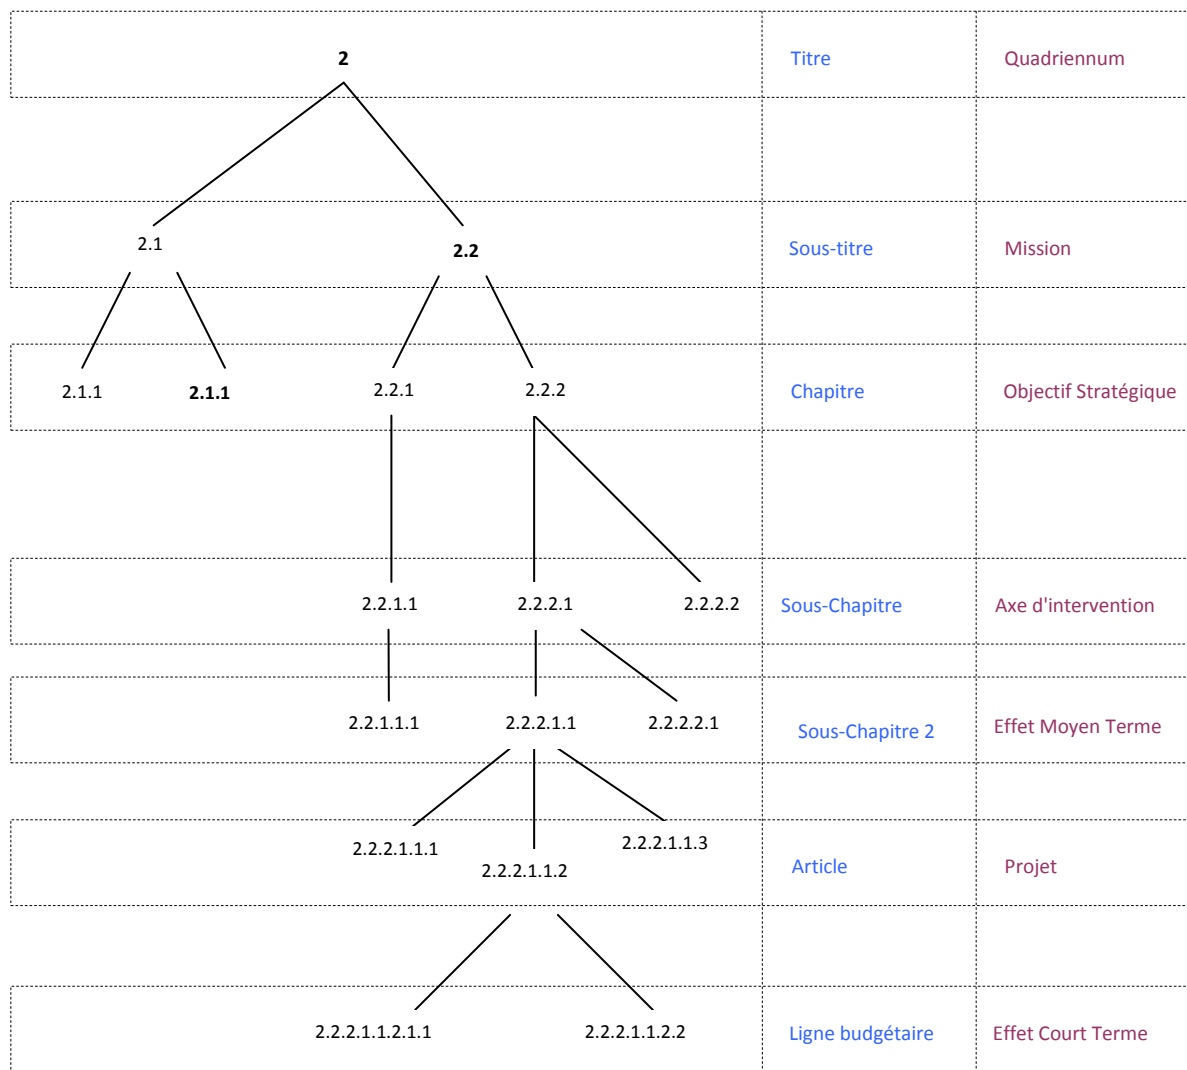 2 Titre Quadriennum
2.1 2.2 Sous-titre Mission
2.1.1 2.1.1 2.2.1 2.2.2 Chapitre Objectif Stratégique
2.2.1.1 2.2.2.1 2.2.2.2 Sous-Chapitre Axe d'intervention
2.2.1.1.1 2.2.2.1.1 2.2.2.2.1 Sous-Chapitre 2 Effet Moyen Terme
2.2.2.1.1.1 2.2.2.1.1.2 2.2.2.1.1.3 Article Projet
2.2.2.1.1.2.1.1 2.2.2.1.1.2.2 Ligne budgétaire Effet Court Terme